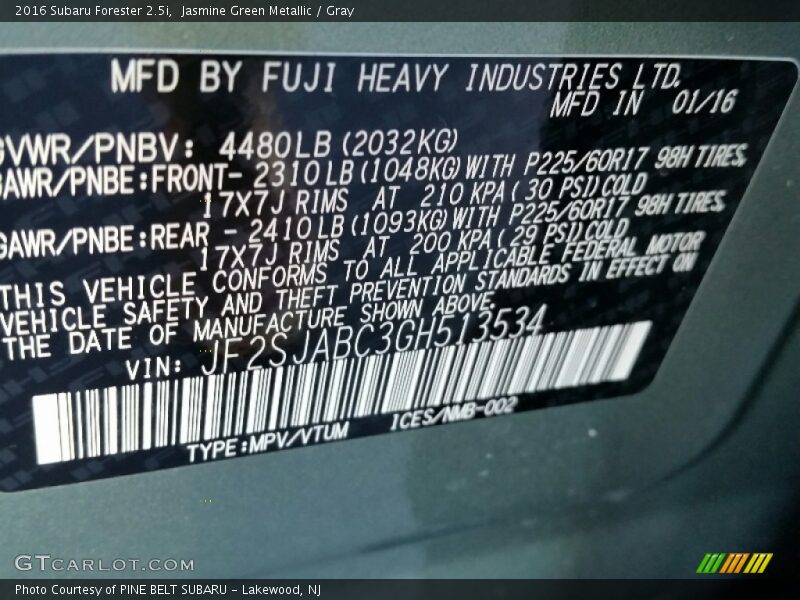 2016 Subaru Forester 2.5i,  Jasmine Green Metallic / Gray
MFD BY FUJI HEAVY INDUSTRIES LTD.
MFD IN 01/16
GVWR/PNBV: 4480LB (2032KG)
GAWR/PNBE:FRONT- 2310LB(1048KG)WITH P225/60R17 98H TIRES,
17X7J RIMS AT 210 KPA(30 PSI)COLD
GAWR/PNBE:REAR - 2410LB(1093KG)WITH P225/60R17 98H TIRES,
17X7J RIMS AT 200 KPA(29 PSI)COLD
THIS VEHICLE CONFORMS TO ALL APPLICABLE FEDERAL MOTOR
VEHICLE SAFETY AND THEFT PREVENTION STANDARDS IN EFFECT ON
THE DATE OF MANUFACTURE SHOWN ABOVE.
VIN: JF2SJABC3GH513534
TYPE:MPV/VTUM ICES/NMB-002
GTCARLOT.COM
Photo Courtesy of PINE BELT SUBARU - Lakewood, NJ